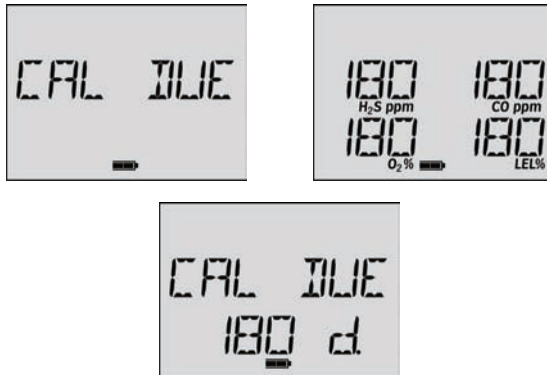 CAL DUE
180 180
H₂S ppm CO ppm
180 180
O₂% LEL%
CAL DUE
180 d.